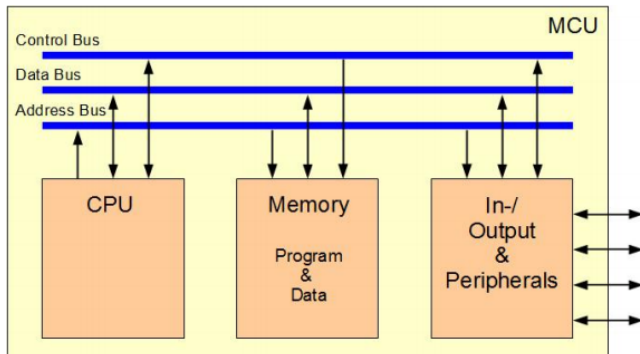 MCU
Control Bus
Data Bus
Address Bus
CPU
Memory
Program
&
Data
In-/
Output
&
Peripherals